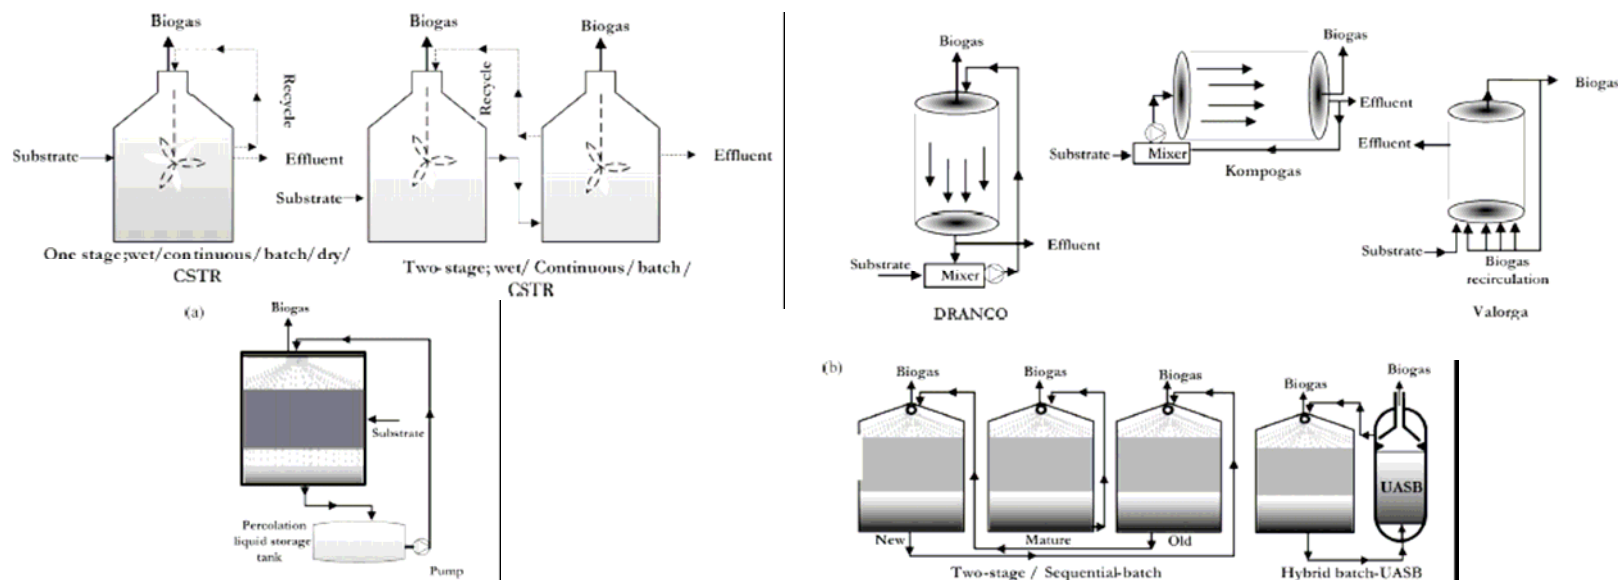 Biogas
Recycle
Substrate
Effluent
One stage;wet/continuous/batch/dry/
CSTR
Biogas
Biogas
Recycle
Substrate
Effluent
Two-stage; wet/ Continuous/batch/
CSTR
(a)
Biogas
Substrate
Effluent
Mixer
DRANCO
Biogas
Effluent
Substrate
Mixer
Kompogas
Biogas
Effluent
Substrate
Biogas
recirculation
Valorga
Biogas
Substrate
Percolation
liquid storage
tank
Pump
(b)
Biogas
Biogas
Biogas
New
Mature
Old
Two-stage / Sequential-batch
Biogas
Biogas
UASB
Hybrid batch-UASB